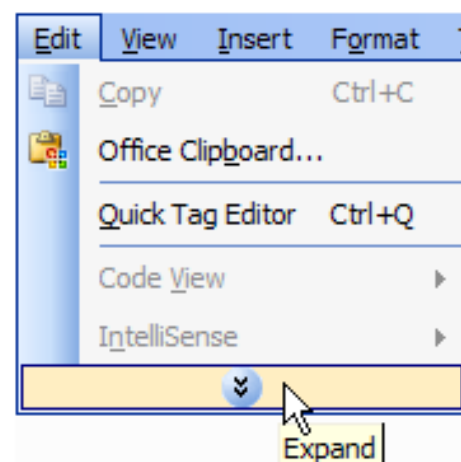 Edit View Insert Format
Copy Ctrl+C
Office Clipboard...
Quick Tag Editor Ctrl+Q
Code View
IntelliSense
Expand